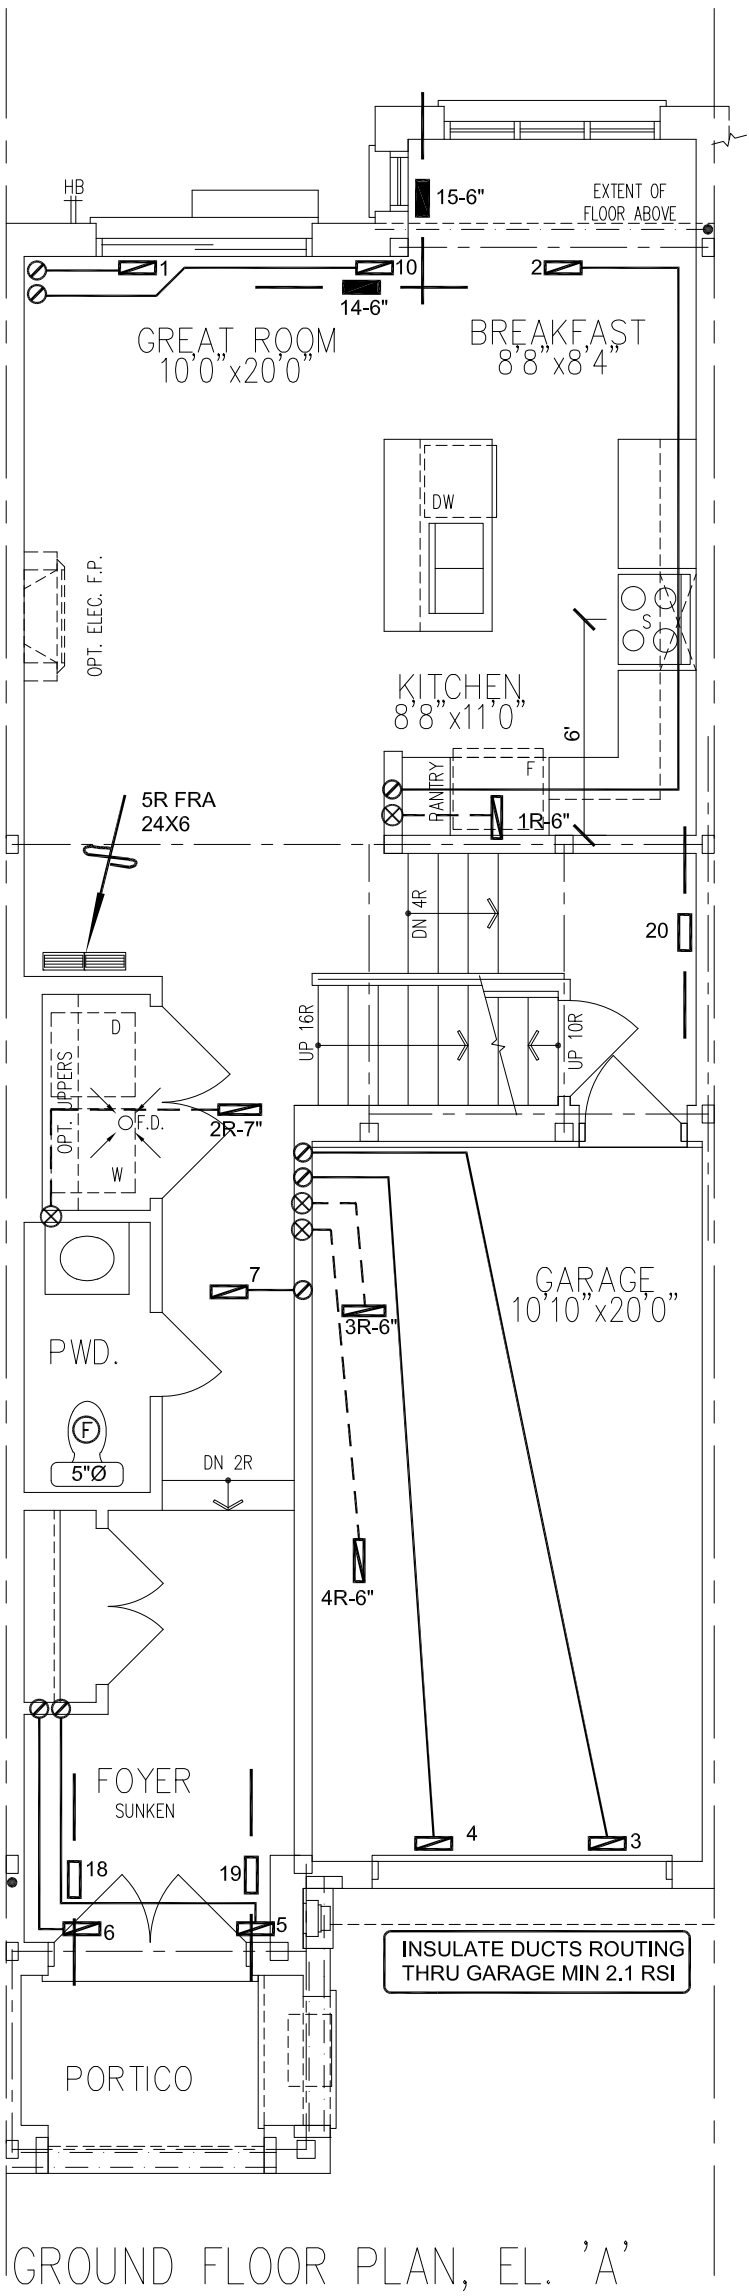 HB
15-6"
EXTENT OF
FLOOR ABOVE
1
10
2
14-6"
GREAT ROOM
10'0"x20'0"
BREAKFAST
8'8"x8'4"
DW
OPT. ELEC. F.P.
S
KITCHEN
8'8"x11'0"
6'
PANTRY
F
5R FRA
24X6
1R-6"
DN 4R
20
UP 16R
UP 10R
D
OPT. UPPERS
F.D.
2R-7"
W
7
GARAGE
10'10"x20'0"
3R-6"
PWD.
F
5"Ø
DN 2R
4R-6"
FOYER
SUNKEN
4
3
18
19
6
5
INSULATE DUCTS ROUTING
THRU GARAGE MIN 2.1 RSI
PORTICO
GROUND FLOOR PLAN, EL. 'A'